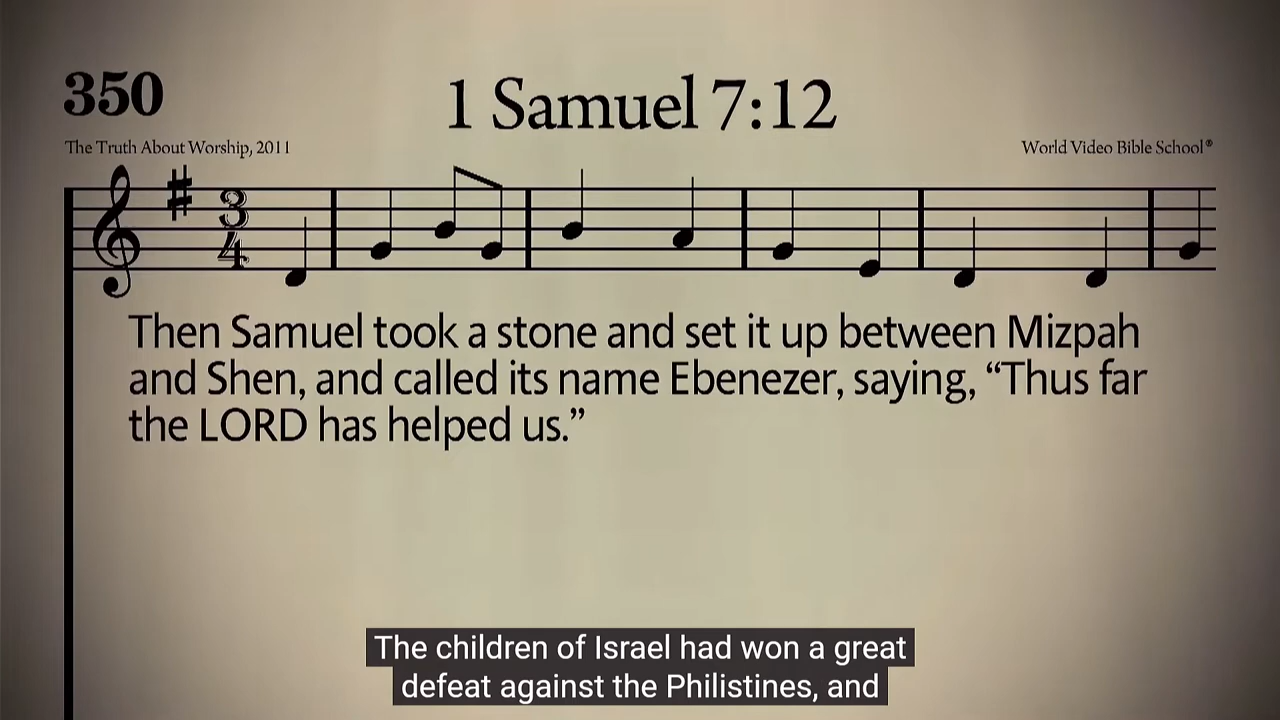 350
1 Samuel 7:12
The Truth About Worship, 2011
World Video Bible School®
3
4
Then Samuel took a stone and set it up between Mizpah
and Shen, and called its name Ebenezer, saying, “Thus far
the LORD has helped us.”
The children of Israel had won a great
defeat against the Philistines, and